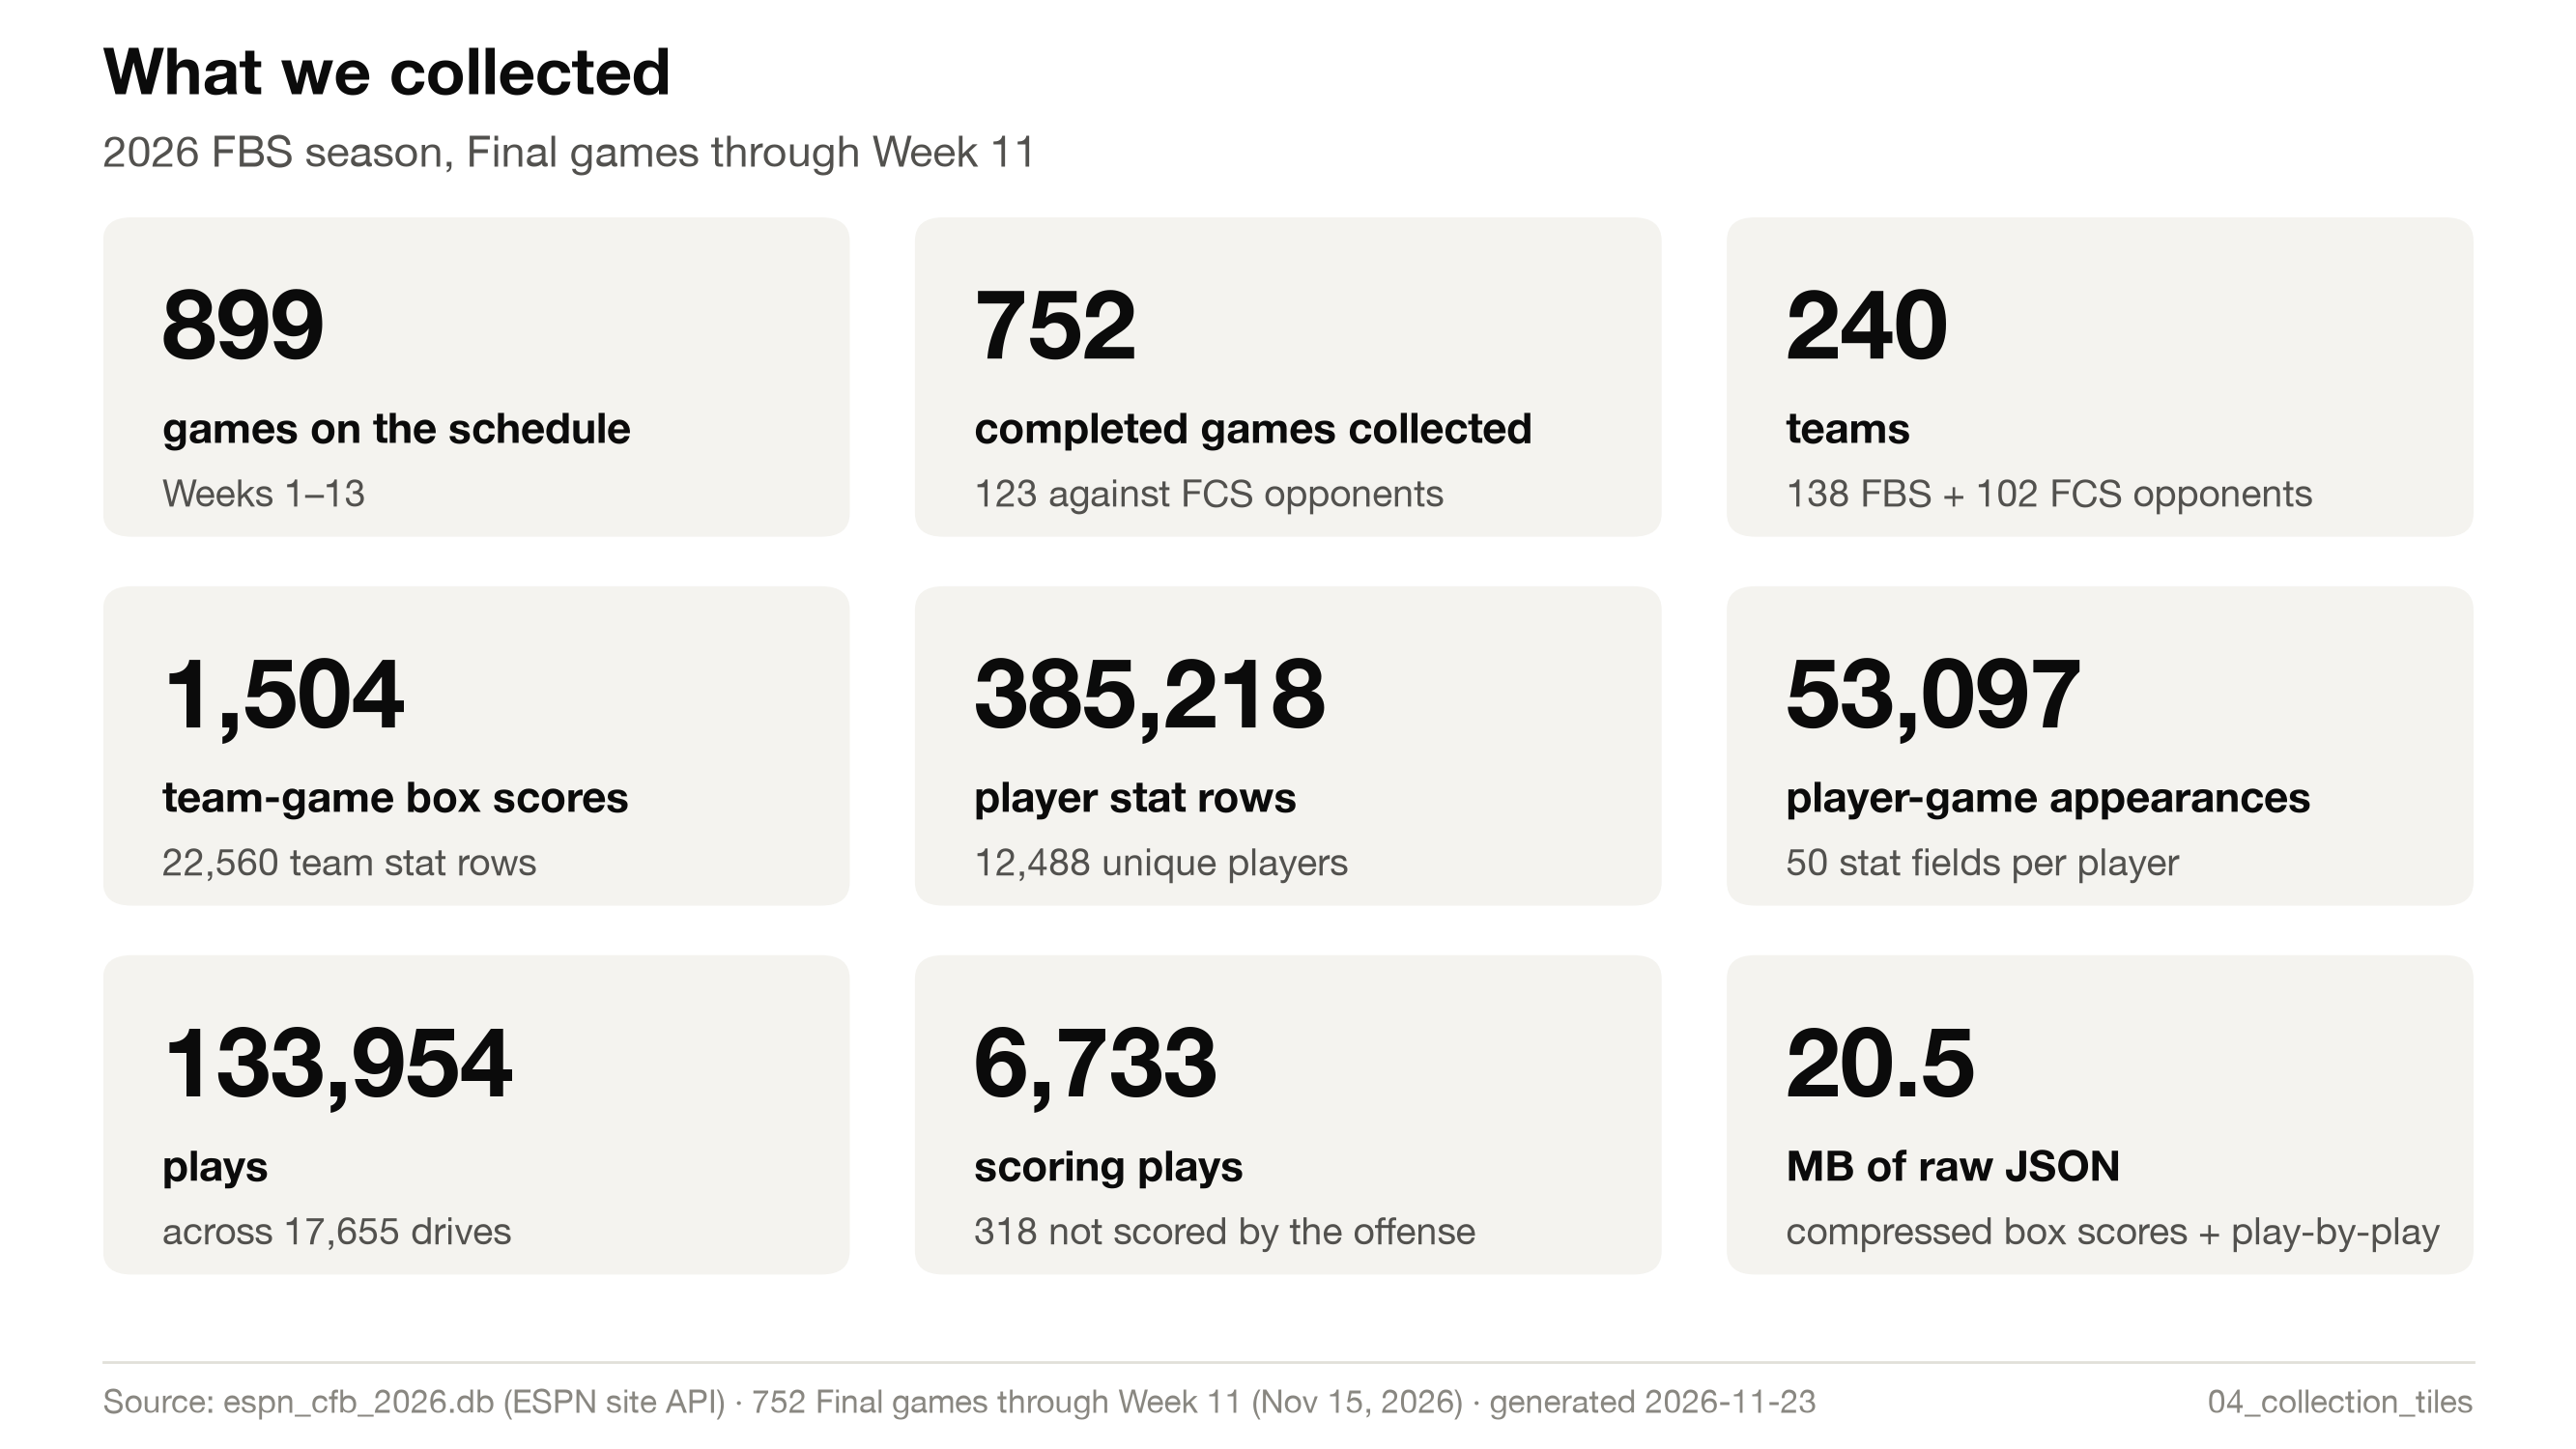 What we collected
2026 FBS season, Final games through Week 11
899
games on the schedule
Weeks 1–13
752
completed games collected
123 against FCS opponents
240
teams
138 FBS + 102 FCS opponents
1,504
team-game box scores
22,560 team stat rows
385,218
player stat rows
12,488 unique players
53,097
player-game appearances
50 stat fields per player
133,954
plays
across 17,655 drives
6,733
scoring plays
318 not scored by the offense
20.5
MB of raw JSON
compressed box scores + play-by-play
Source: espn_cfb_2026.db (ESPN site API) · 752 Final games through Week 11 (Nov 15, 2026) · generated 2026-11-23
04_collection_tiles